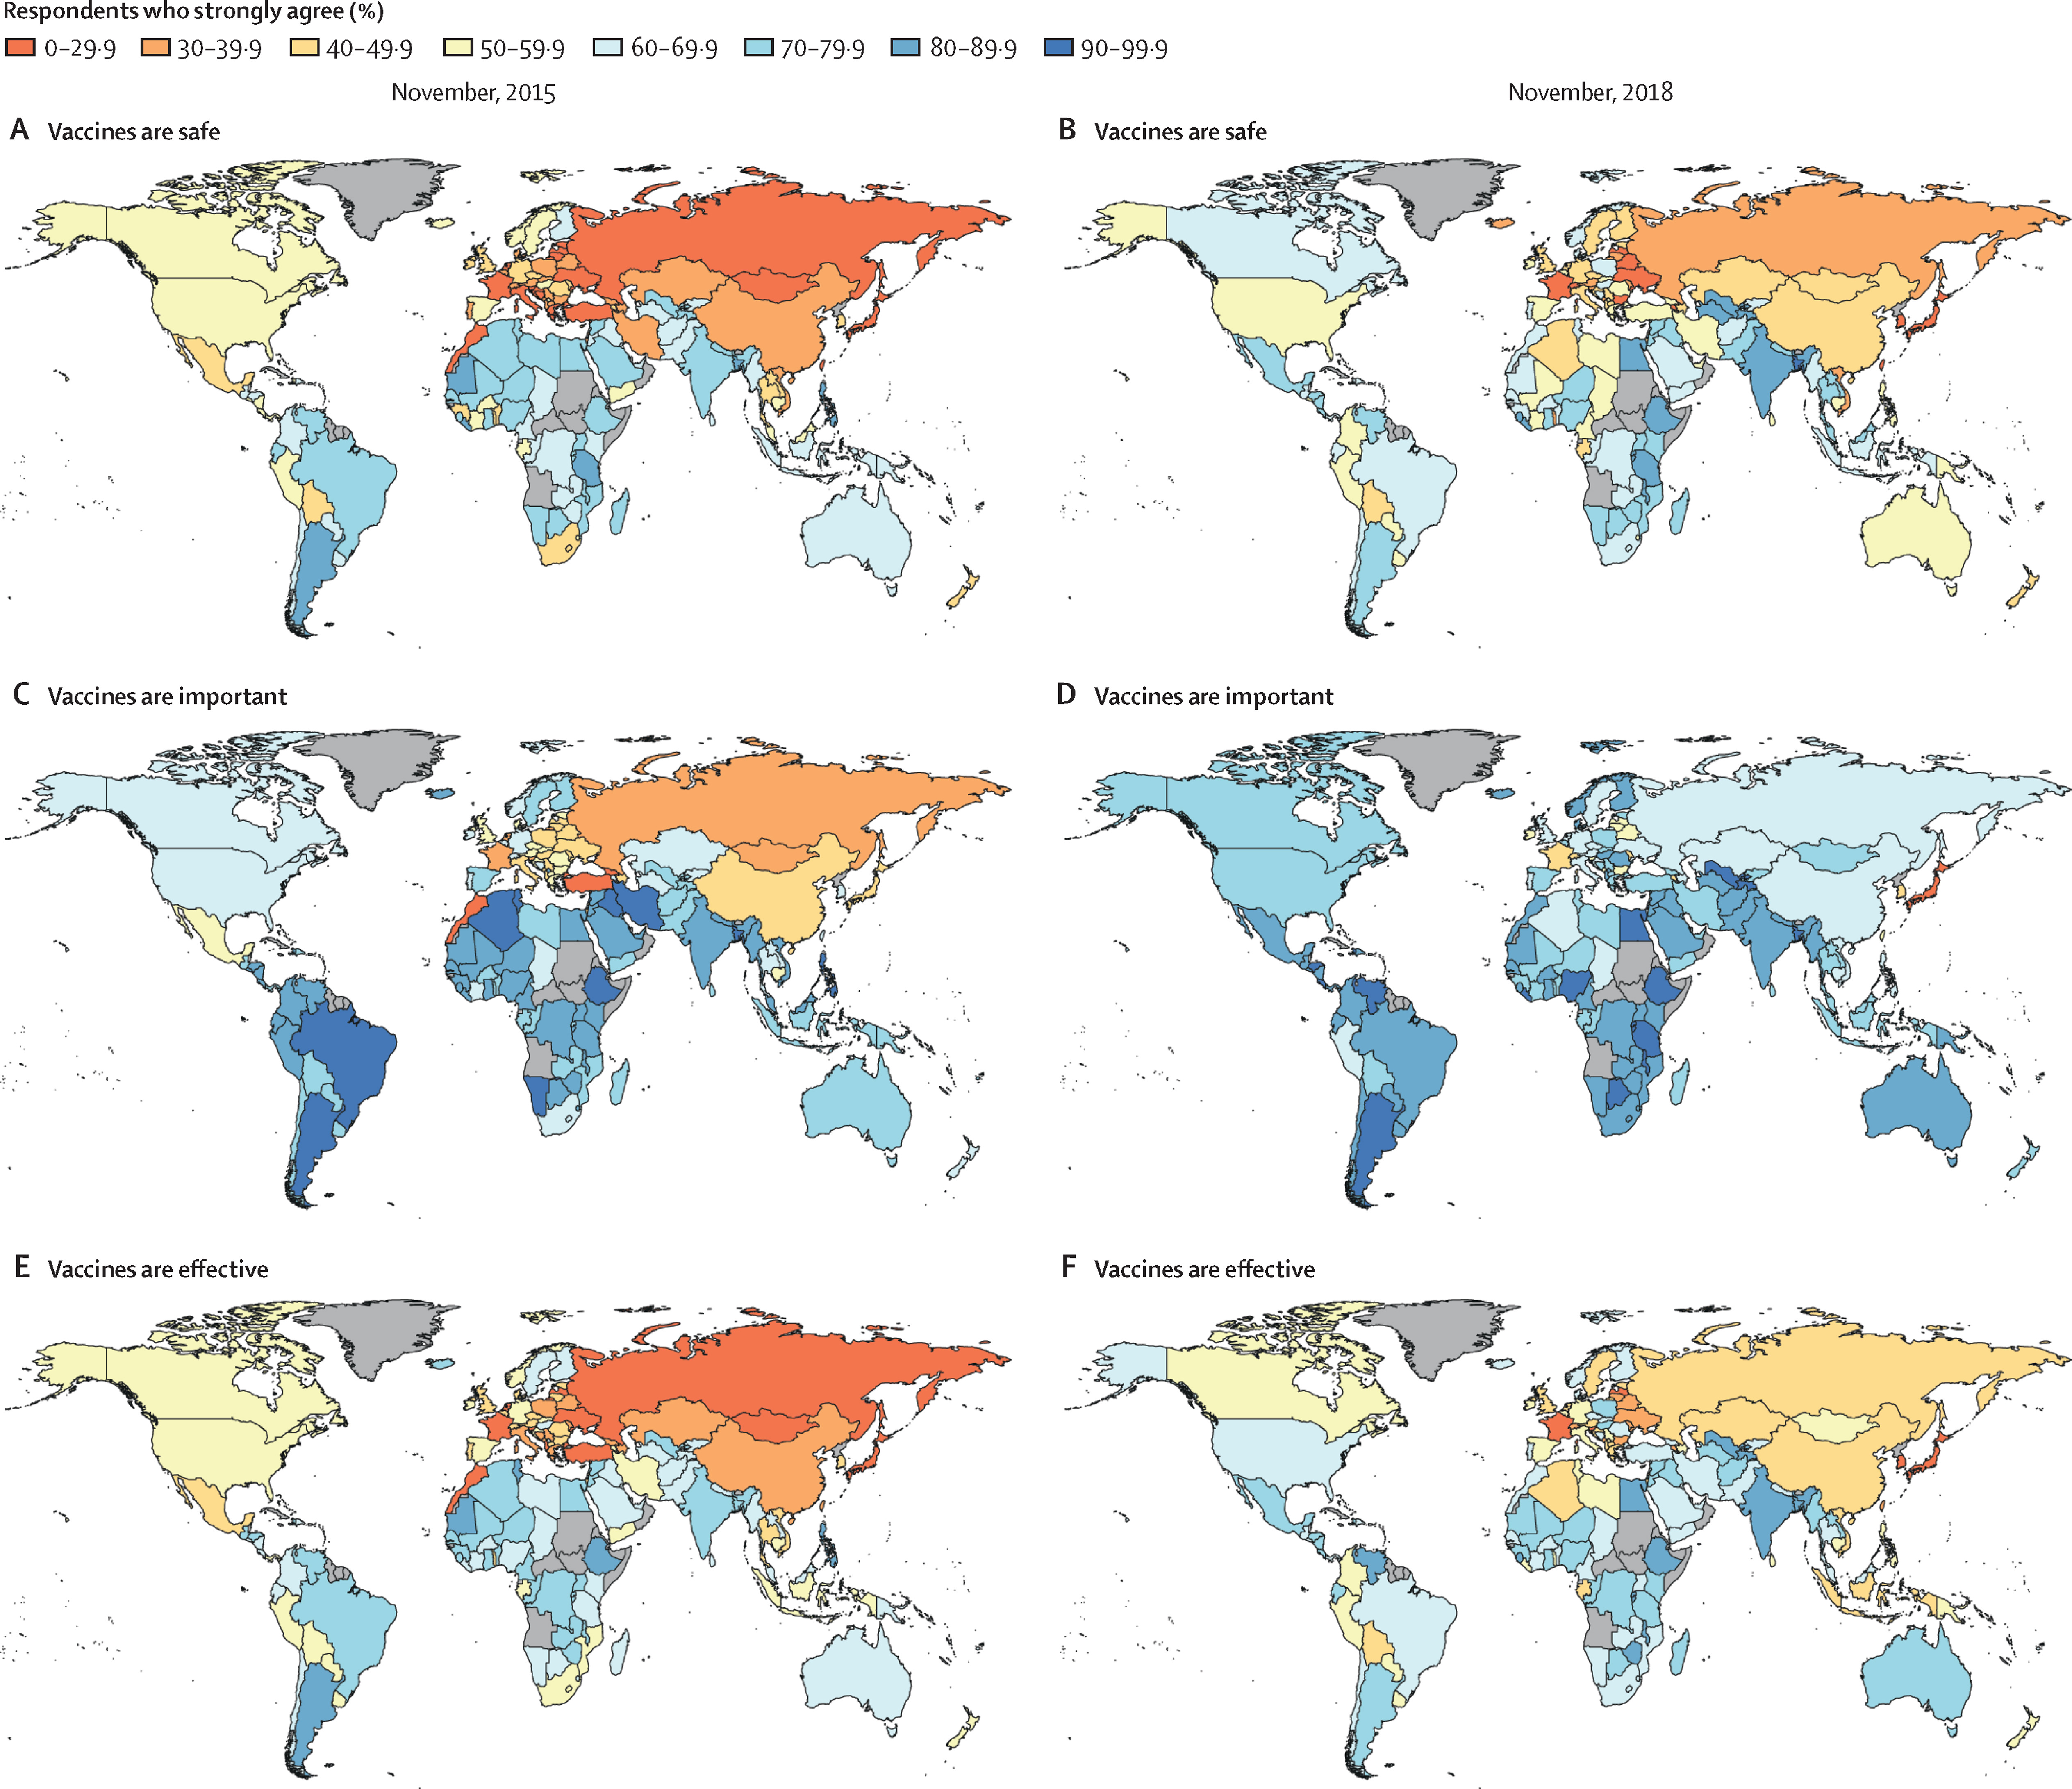 Respondents who strongly agree (%)
0–29·9 30–39·9 40–49·9 50–59·9 60–69·9 70–79·9 80–89·9 90–99·9
November, 2015 November, 2018
A Vaccines are safe B Vaccines are safe
C Vaccines are important D Vaccines are important
E Vaccines are effective F Vaccines are effective